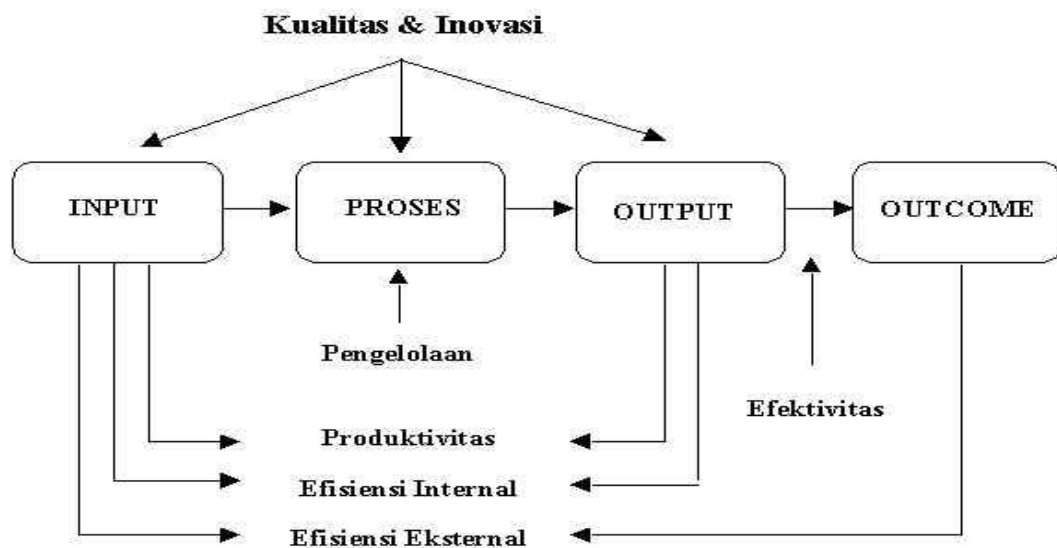 Kualitas & Inovasi
INPUT
PROSES
OUTPUT
OUTCOME
Pengelolaan
Efektivitas
Produktivitas
Efisiensi Internal
Efisiensi Eksternal